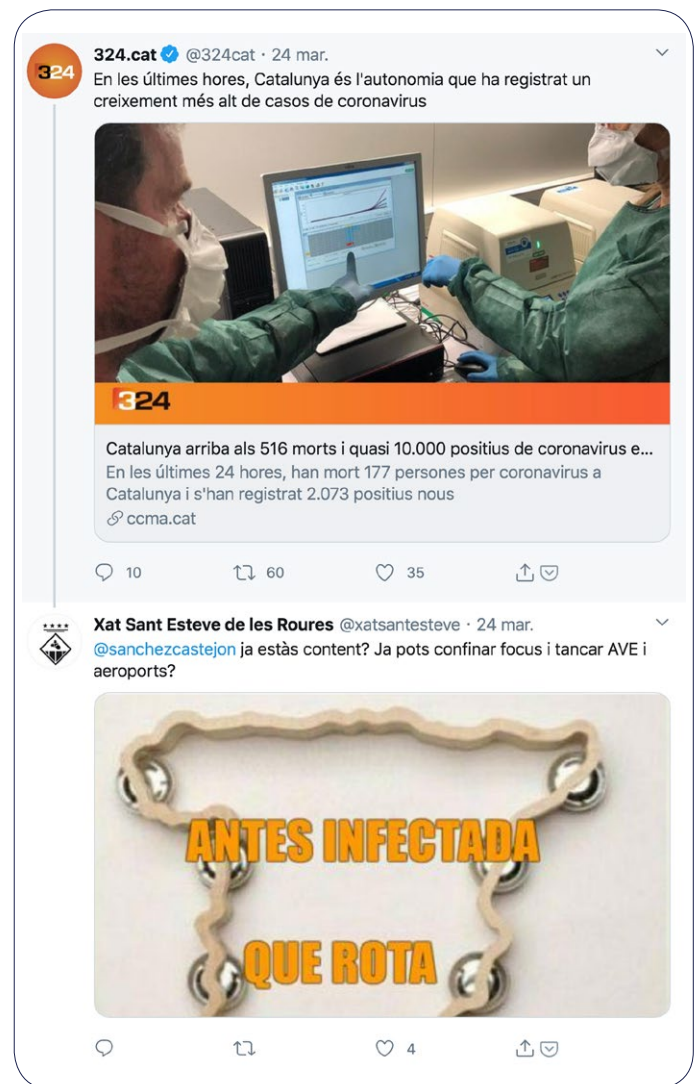 324.cat @324cat · 24 mar.
324
En les últimes hores, Catalunya és l'autonomia que ha registrat un
creixement més alt de casos de coronavirus
324
Catalunya arriba als 516 morts i quasi 10.000 positius de coronavirus e...
En les últimes 24 hores, han mort 177 persones per coronavirus a
Catalunya i s'han registrat 2.073 positius nous
ccma.cat
10 60 35
Xat Sant Esteve de les Roures @xatsantesteve · 24 mar.
@sanchezcastejon ja estàs content? Ja pots confinar focus i tancar AVE i
aeroports?
ANTES INFECTADA
QUE ROTA
4